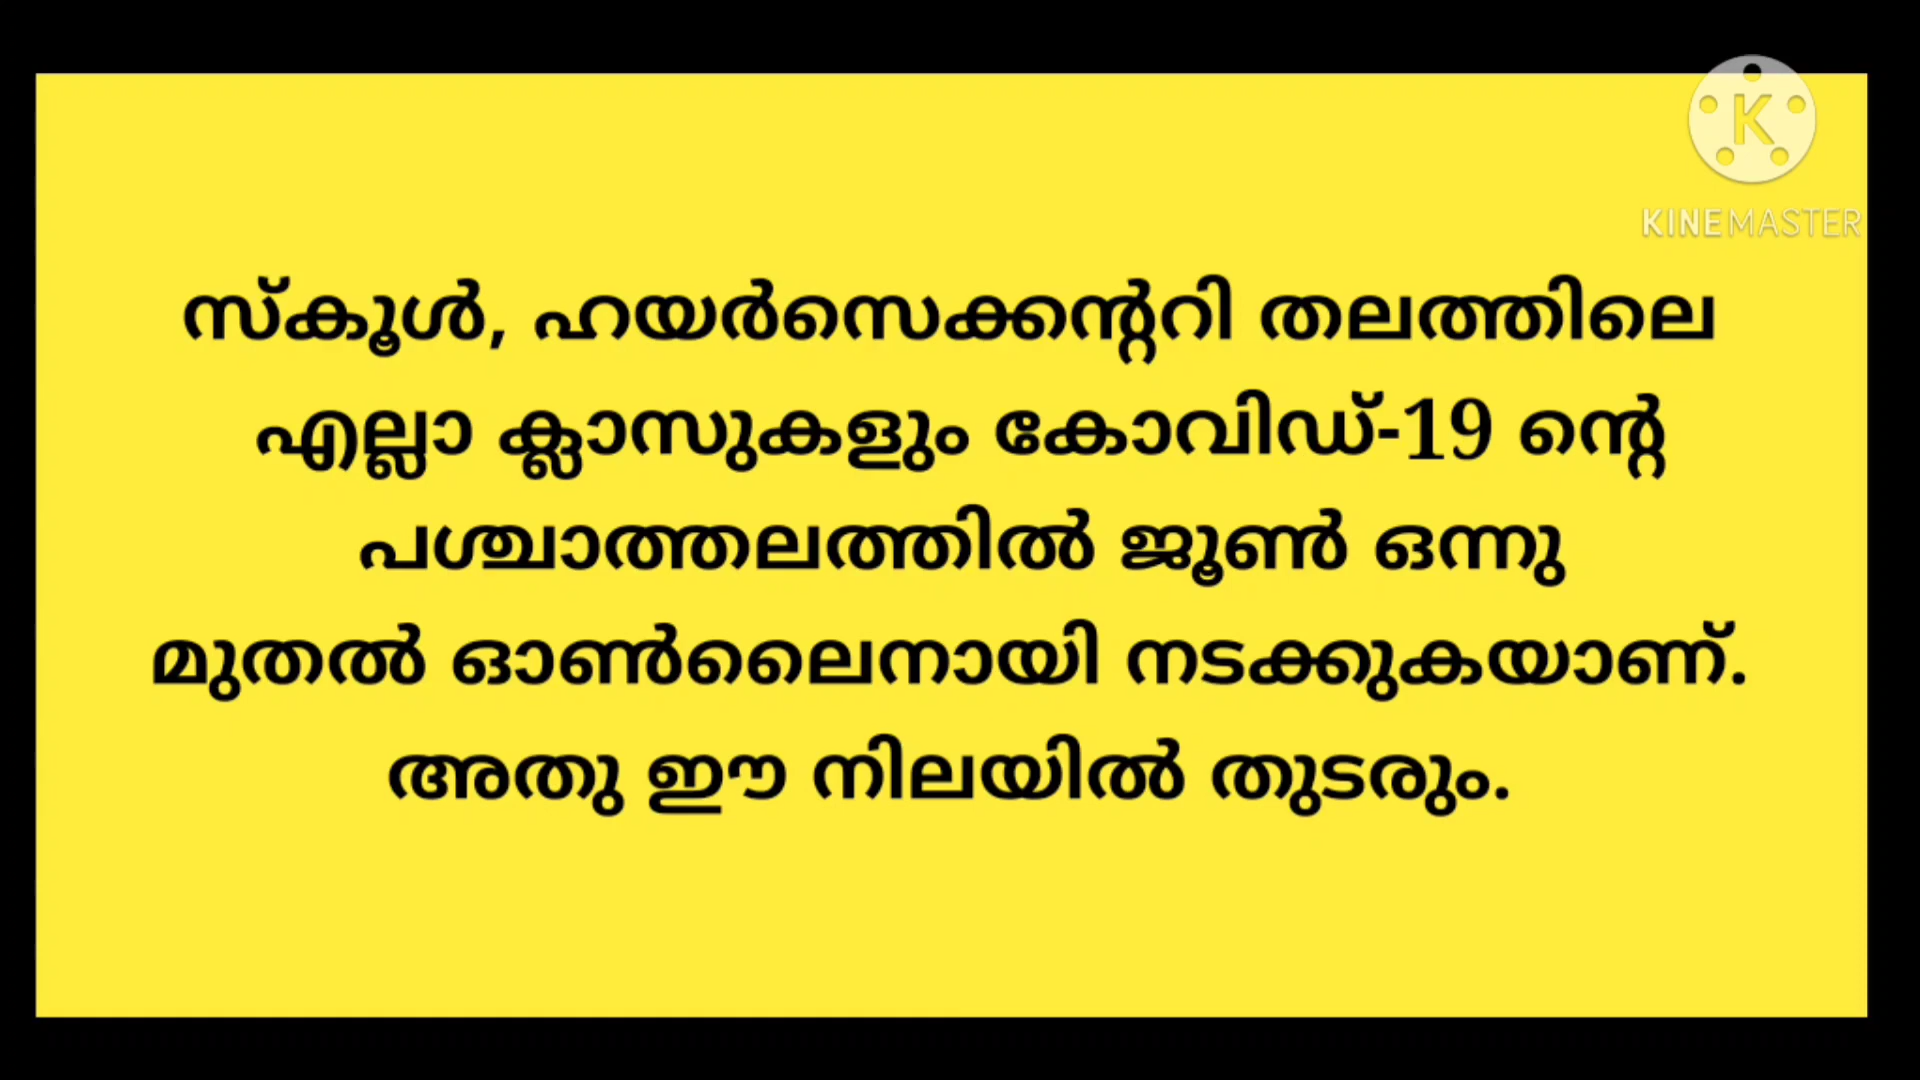 KINEMASTER
സ്കൂൾ, ഹയർസെക്കന്ററി തലത്തിലെ
എല്ലാ ക്ലാസുകളും കോവിഡ്-19 ന്റെ
പശ്ചാത്തലത്തിൽ ജൂൺ ഒന്നു
മുതൽ ഓൺലൈനായി നടക്കുകയാണ്.
അതു ഈ നിലയിൽ തുടരും.